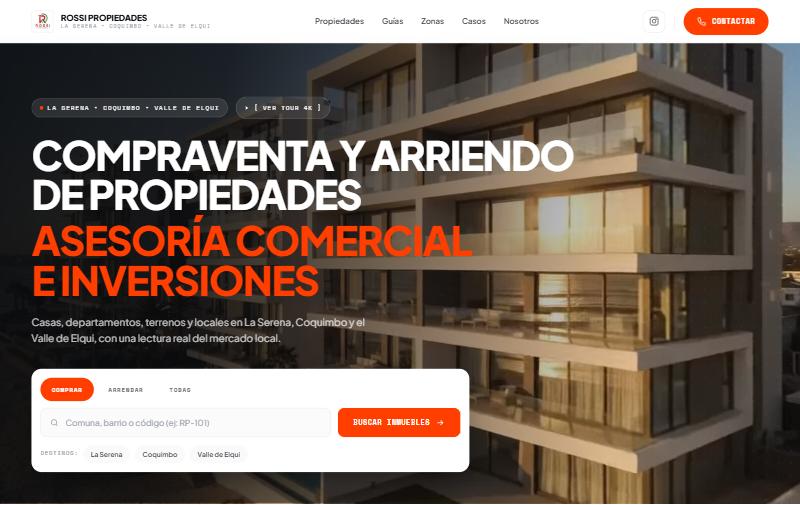 ROSSI
ROSSI PROPIEDADES
LA SERENA • COQUIMBO • VALLE DE ELQUI
Propiedades
Guías
Zonas
Casos
Nosotros
CONTACTAR
LA SERENA • COQUIMBO • VALLE DE ELQUI
[ VER TOUR 4K ]
COMPRAVENTA Y ARRIENDO
DE PROPIEDADES
ASESORÍA COMERCIAL
E INVERSIONES
Casas, departamentos, terrenos y locales en La Serena, Coquimbo y el
Valle de Elqui, con una lectura real del mercado local.
COMPRAR
ARRENDAR
TODAS
Comuna, barrio o código (ej: RP-101)
BUSCAR INMUEBLES →
DESTINOS:
La Serena
Coquimbo
Valle de Elqui